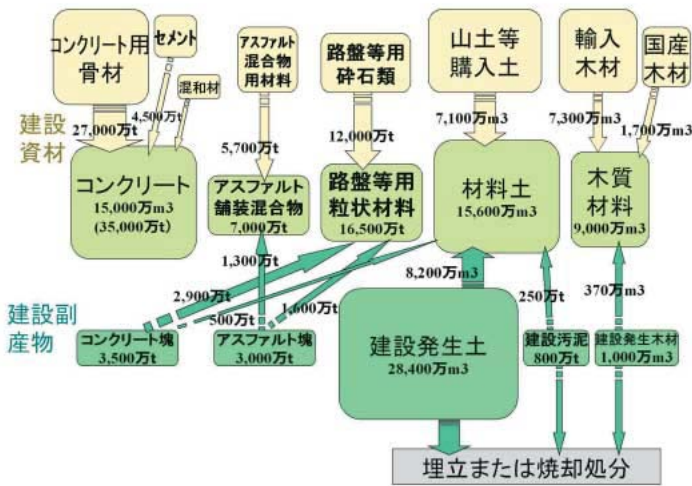 コンクリート用
骨材
セメント
混和材
アスファルト
混合物
用材料
路盤等用
砕石類
山土等
購入土
輸入
木材
国産
木材
建設
資材
27,000万t
4,500万t
5,700万t
12,000万t
7,100万m3
7,300万m3
1,700万m3
コンクリート
15,000万m3
(35,000万t)
アスファルト
舗装混合物
7,000万t
路盤等用
粒状材料
16,500万t
材料土
15,600万m3
木質
材料
9,000万m3
建設副
産物
2,900万t
500万t
1,300万t
1,600万t
8,200万m3
250万t
370万m3
コンクリート塊
3,500万t
アスファルト塊
3,000万t
建設発生土
28,400万m3
建設汚泥
800万t
建設発生木材
1,000万m3
埋立または焼却処分